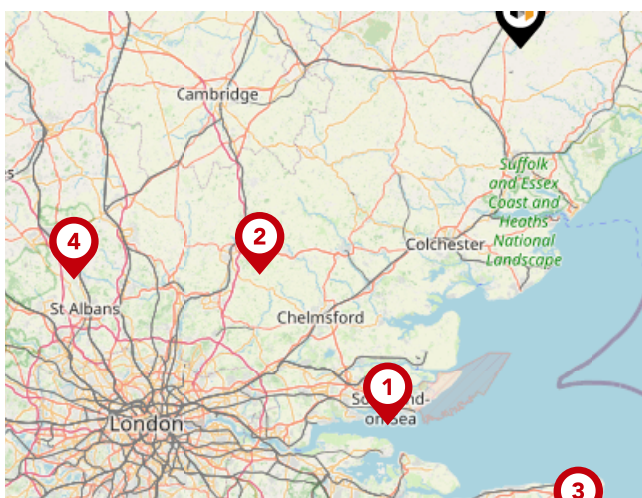 Cambridge
Suffolk
and Essex
Coast and
Heaths
National
Landscape
2
4
Colchester
St Albans
Chelmsford
1
on-Sea
London
3